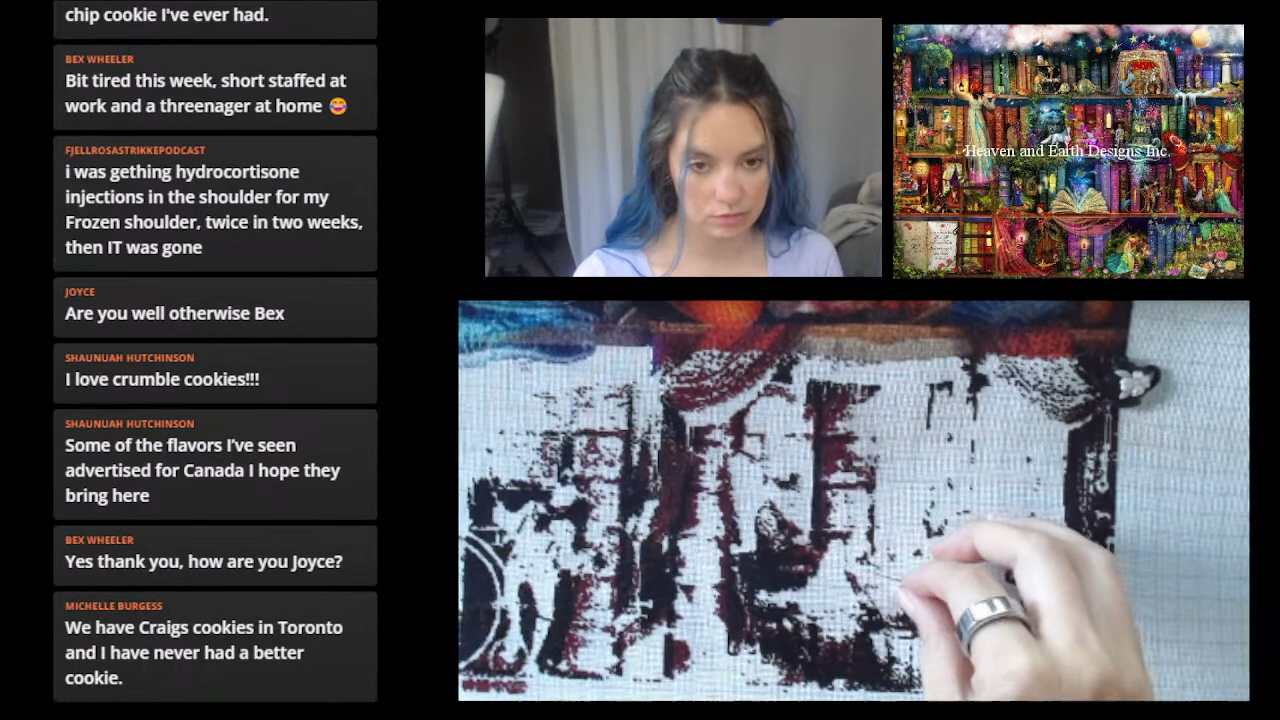 chip cookie I've ever had.
BEX WHEELER
Bit tired this week, short staffed at
work and a threenager at home 😂
FJELLROSASTRIKKEPODCAST
i was gething hydrocortisone
injections in the shoulder for my
Frozen shoulder, twice in two weeks,
then IT was gone
JOYCE
Are you well otherwise Bex
SHAUNUAH HUTCHINSON
I love crumble cookies!!!
SHAUNUAH HUTCHINSON
Some of the flavors I've seen
advertised for Canada I hope they
bring here
BEX WHEELER
Yes thank you, how are you Joyce?
MICHELLE BURGESS
We have Craigs cookies in Toronto
and I have never had a better
cookie.
Heaven and Earth Designs Inc.